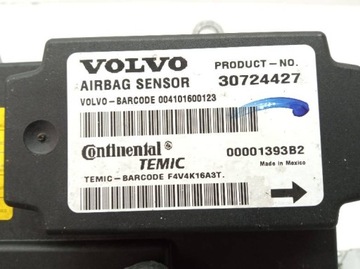 VOLVO PRODUCT-NO.
AIRBAG SENSOR 30724427
VOLVO-BARCODE 004101600123
Continental 00001393B2
TEMIC Made in Mexico
TEMIC-BARCODE F4V4K16A3T.